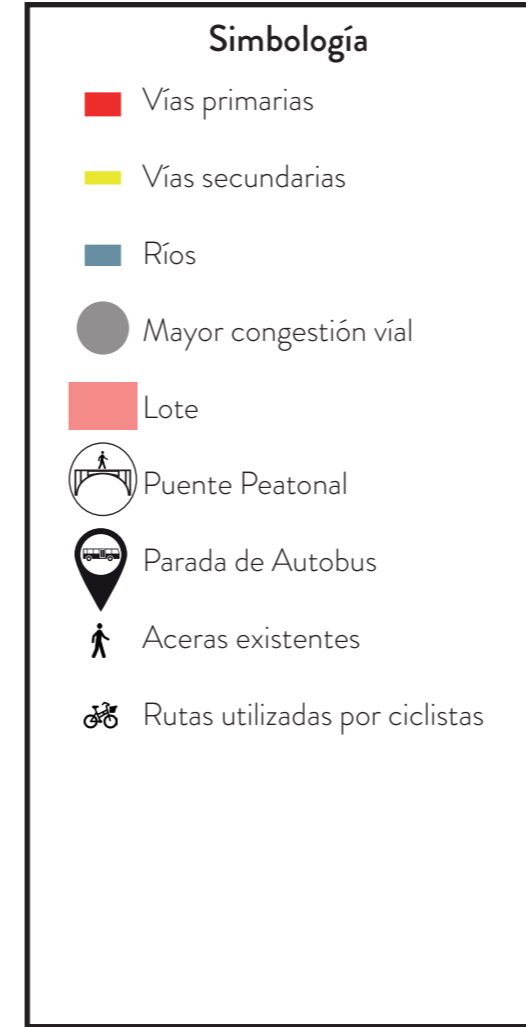 Simbología
Vías primarias
Vías secundarias
Ríos
Mayor congestión víal
Lote
Puente Peatonal
Parada de Autobus
Aceras existentes
Rutas utilizadas por ciclistas